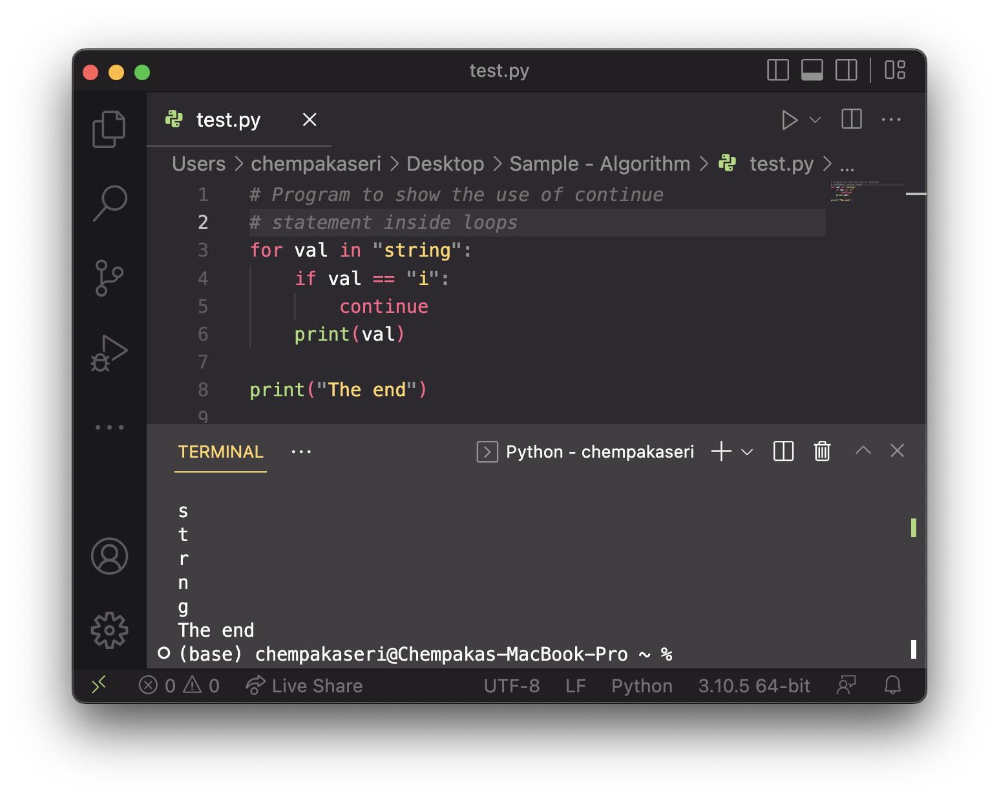 test.py
test.py
Users > chempakaseri > Desktop > Sample - Algorithm > test.py > ...
1 # Program to show the use of continue
2 # statement inside loops
3 for val in "string":
4     if val == "i":
5         continue
6     print(val)
7
8 print("The end")
9
TERMINAL ··· Python - chempakaseri
s
t
r
n
g
The end
(base) chempakaseri@Chempakas-MacBook-Pro ~ %
0 0 Live Share UTF-8 LF Python 3.10.5 64-bit